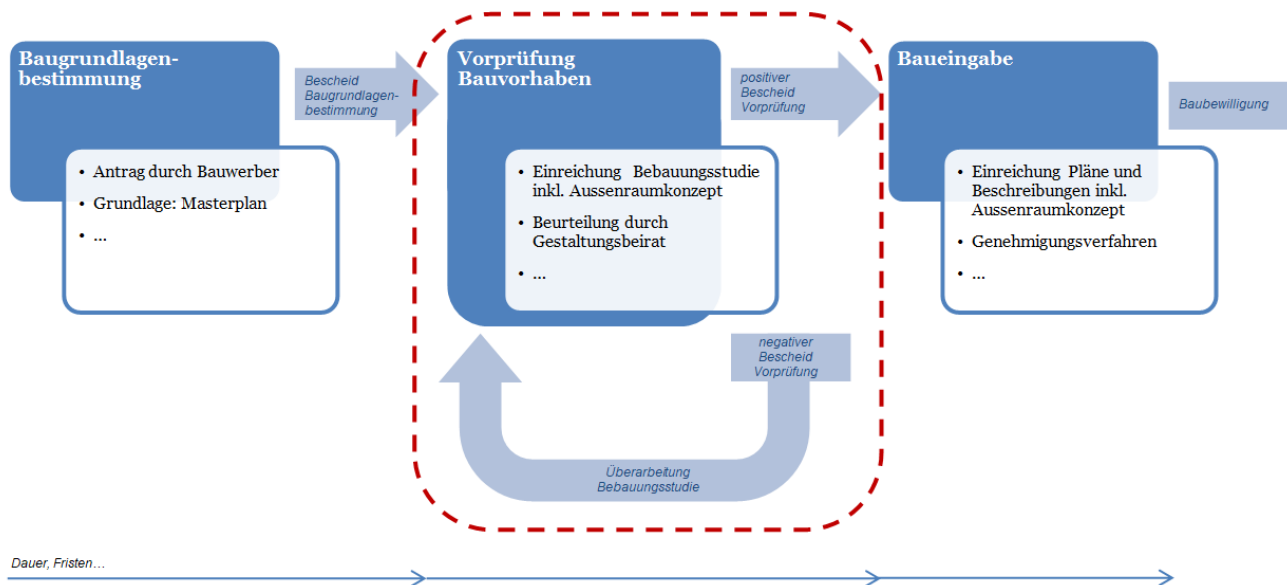 Baugrundlagen-
bestimmung
Bescheid
Baugrundlagen-
bestimmung
• Antrag durch Bauwerber
• Grundlage: Masterplan
• ...
Vorprüfung
Bauvorhaben
positiver
Bescheid
Vorprüfung
• Einreichung Bebauungsstudie
inkl. Aussenraumkonzept
• Beurteilung durch
Gestaltungsbeirat
• ...
negativer
Bescheid
Vorprüfung
Überarbeitung
Bebauungsstudie
Baueingabe
Baubewilligung
• Einreichung Pläne und
Beschreibungen inkl.
Aussenraumkonzept
• Genehmigungsverfahren
• ...
Dauer, Fristen...